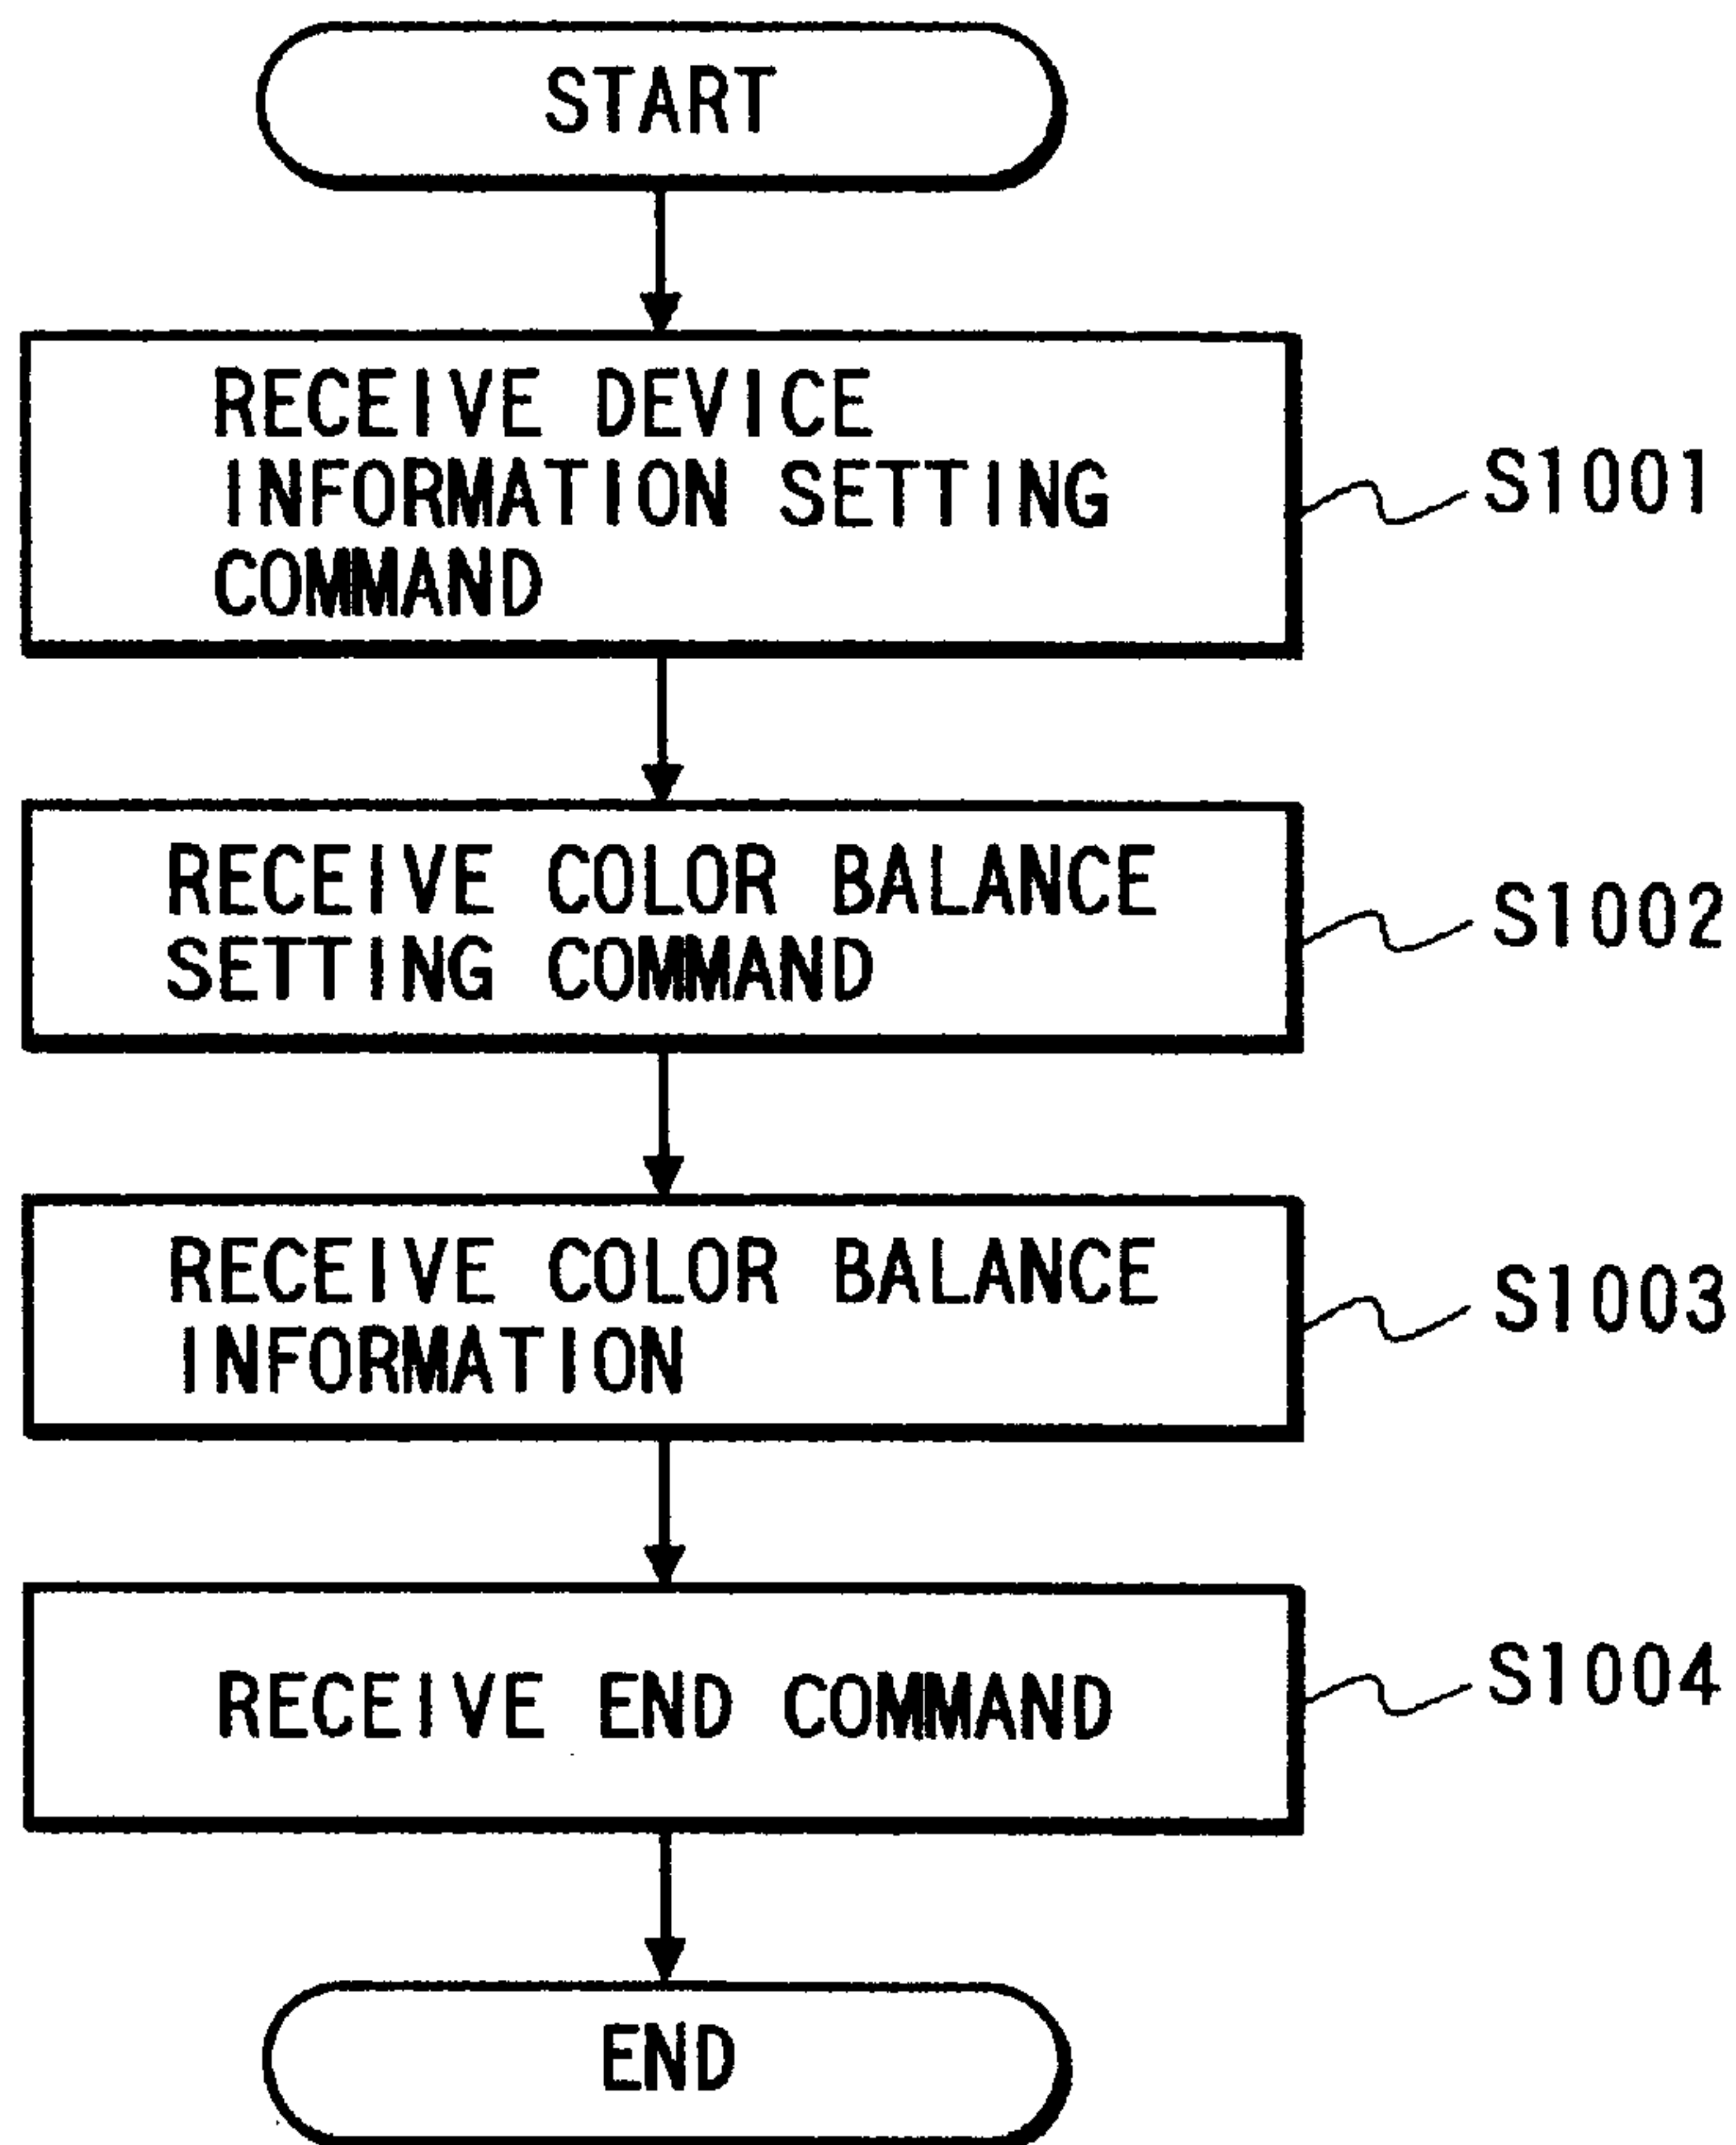 START
RECEIVE DEVICE
INFORMATION SETTING
COMMAND
S1001
RECEIVE COLOR BALANCE
SETTING COMMAND
S1002
RECEIVE COLOR BALANCE
INFORMATION
S1003
RECEIVE END COMMAND
S1004
END